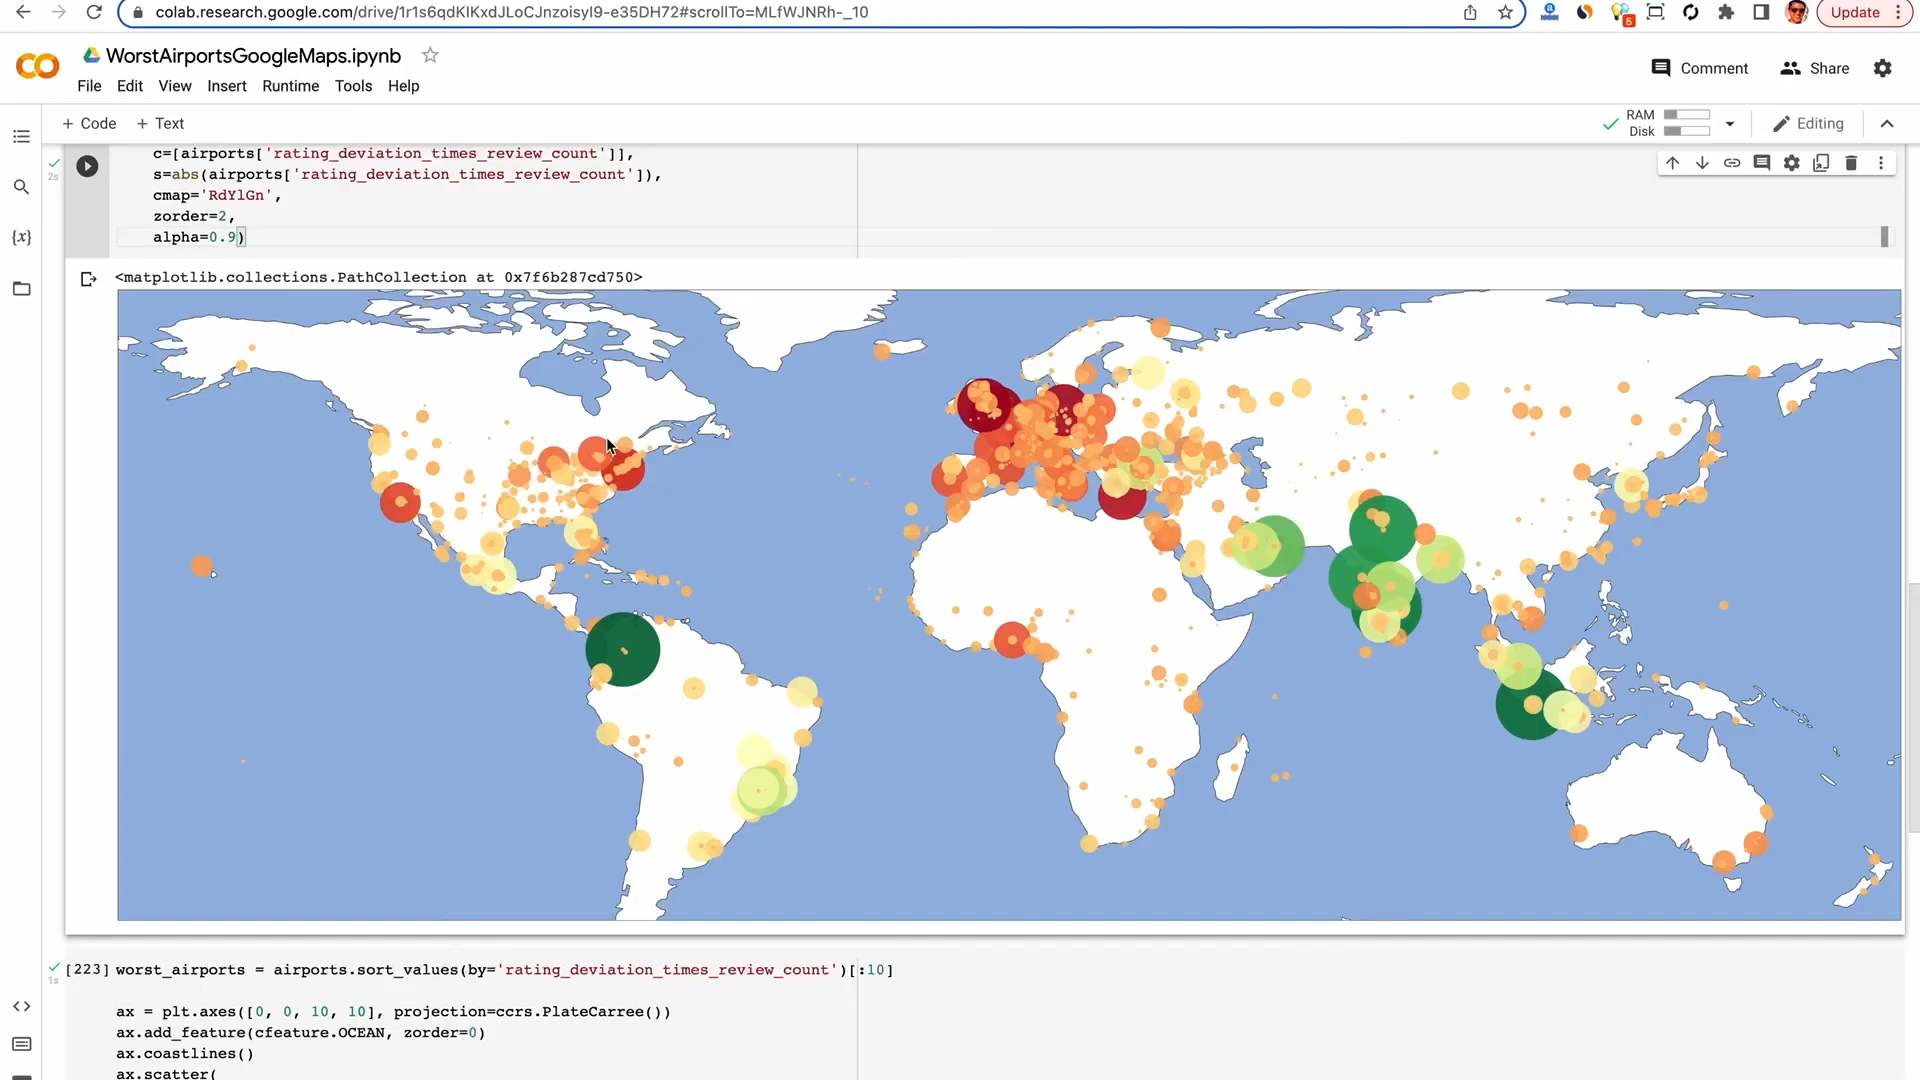 colab.research.google.com/drive/1r1s6qdKIKxdJLoCJnzoisyI9-e35DH72#scrollTo=MLfWJNRh-_10
5
Update
WorstAirportsGoogleMaps.ipynb
File Edit View Insert Runtime Tools Help
Comment
Share
+ Code + Text
RAM
Disk
Editing
2s
c=[airports['rating_deviation_times_review_count']],
s=abs(airports['rating_deviation_times_review_count']),
cmap='RdYlGn',
zorder=2,
alpha=0.9)
{x}
<matplotlib.collections.PathCollection at 0x7f6b287cd750>
1s
[223] worst_airports = airports.sort_values(by='rating_deviation_times_review_count')[:10]
ax = plt.axes([0, 0, 10, 10], projection=ccrs.PlateCarree())
ax.add_feature(cfeature.OCEAN, zorder=0)
ax.coastlines()
ax.scatter(